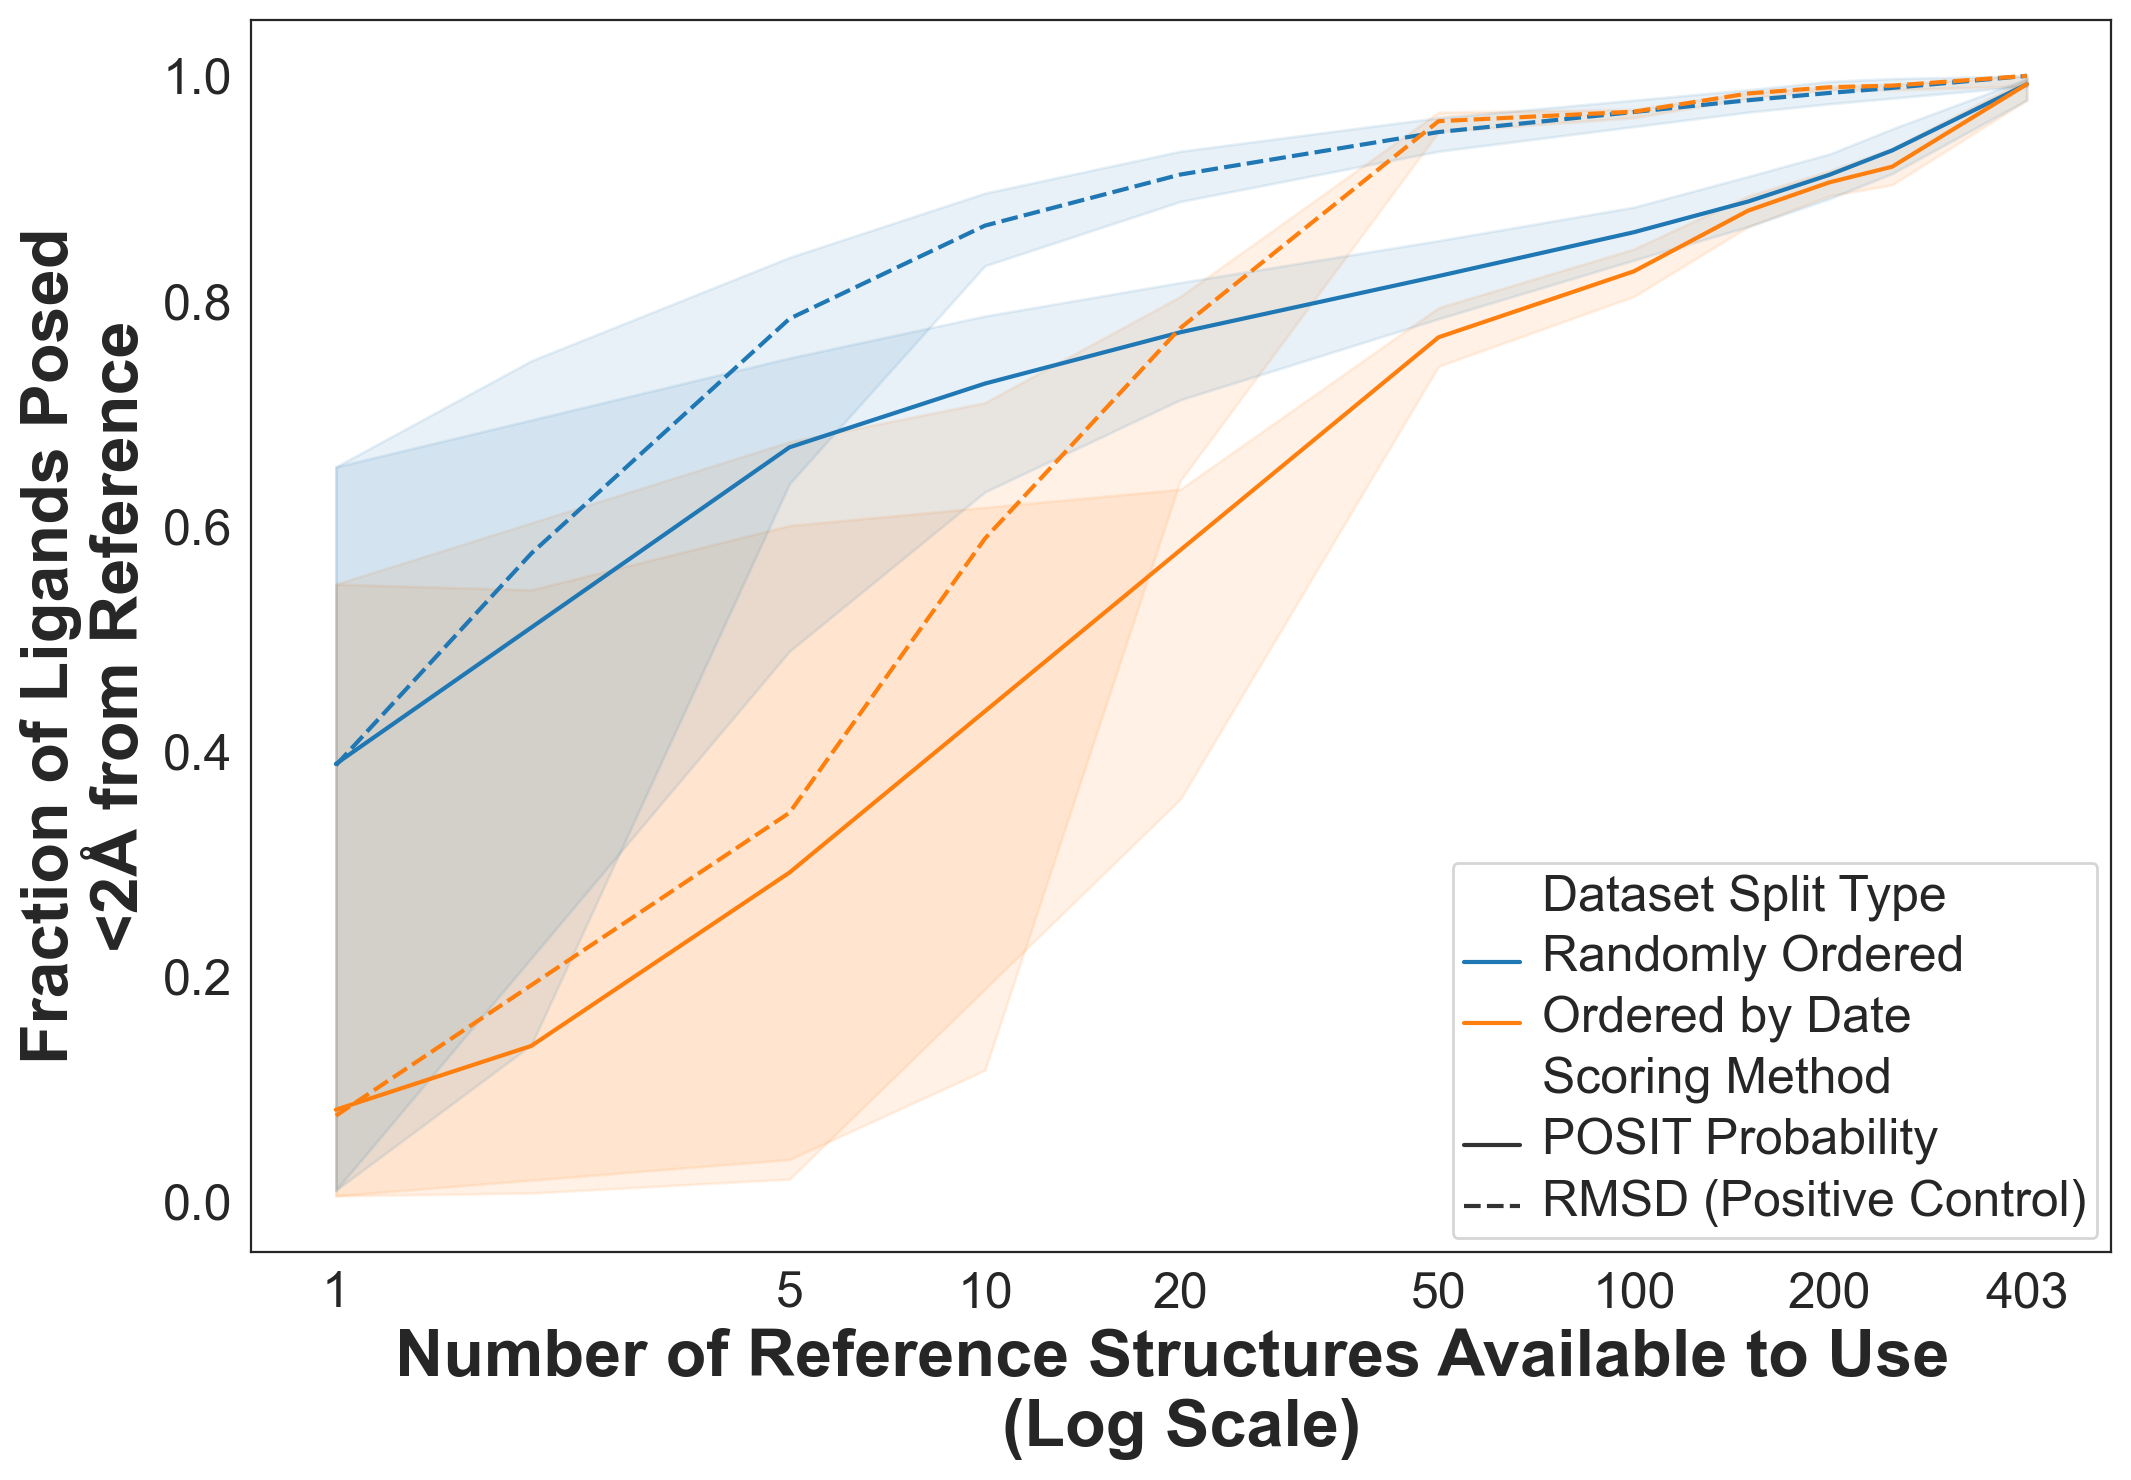 Fraction of Ligands Posed
<2Å from Reference
1.0
0.8
0.6
0.4
0.2
0.0
1 5 10 20 50 100 200 403
Number of Reference Structures Available to Use
(Log Scale)
Dataset Split Type
Randomly Ordered
Ordered by Date
Scoring Method
POSIT Probability
RMSD (Positive Control)